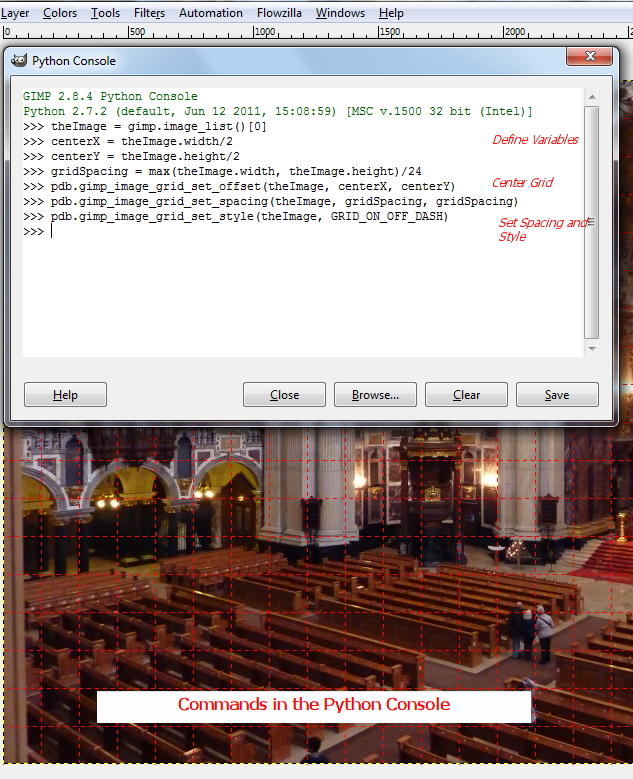 Layer Colors Tools Filters Automation Flowzilla Windows Help
0 500 1000 1500 2000
Python Console
GIMP 2.8.4 Python Console
Python 2.7.2 (default, Jun 12 2011, 15:08:59) [MSC v.1500 32 bit (Intel)]
>>> theImage = gimp.image_list()[0]
>>> centerX = theImage.width/2
Define Variables
>>> centerY = theImage.height/2
>>> gridSpacing = max(theImage.width, theImage.height)/24
>>> pdb.gimp_image_grid_set_offset(theImage, centerX, centerY)
Center Grid
>>> pdb.gimp_image_grid_set_spacing(theImage, gridSpacing, gridSpacing)
>>> pdb.gimp_image_grid_set_style(theImage, GRID_ON_OFF_DASH)
Set Spacing and
Style
>>>
Help Close Browse... Clear Save
Commands in the Python Console